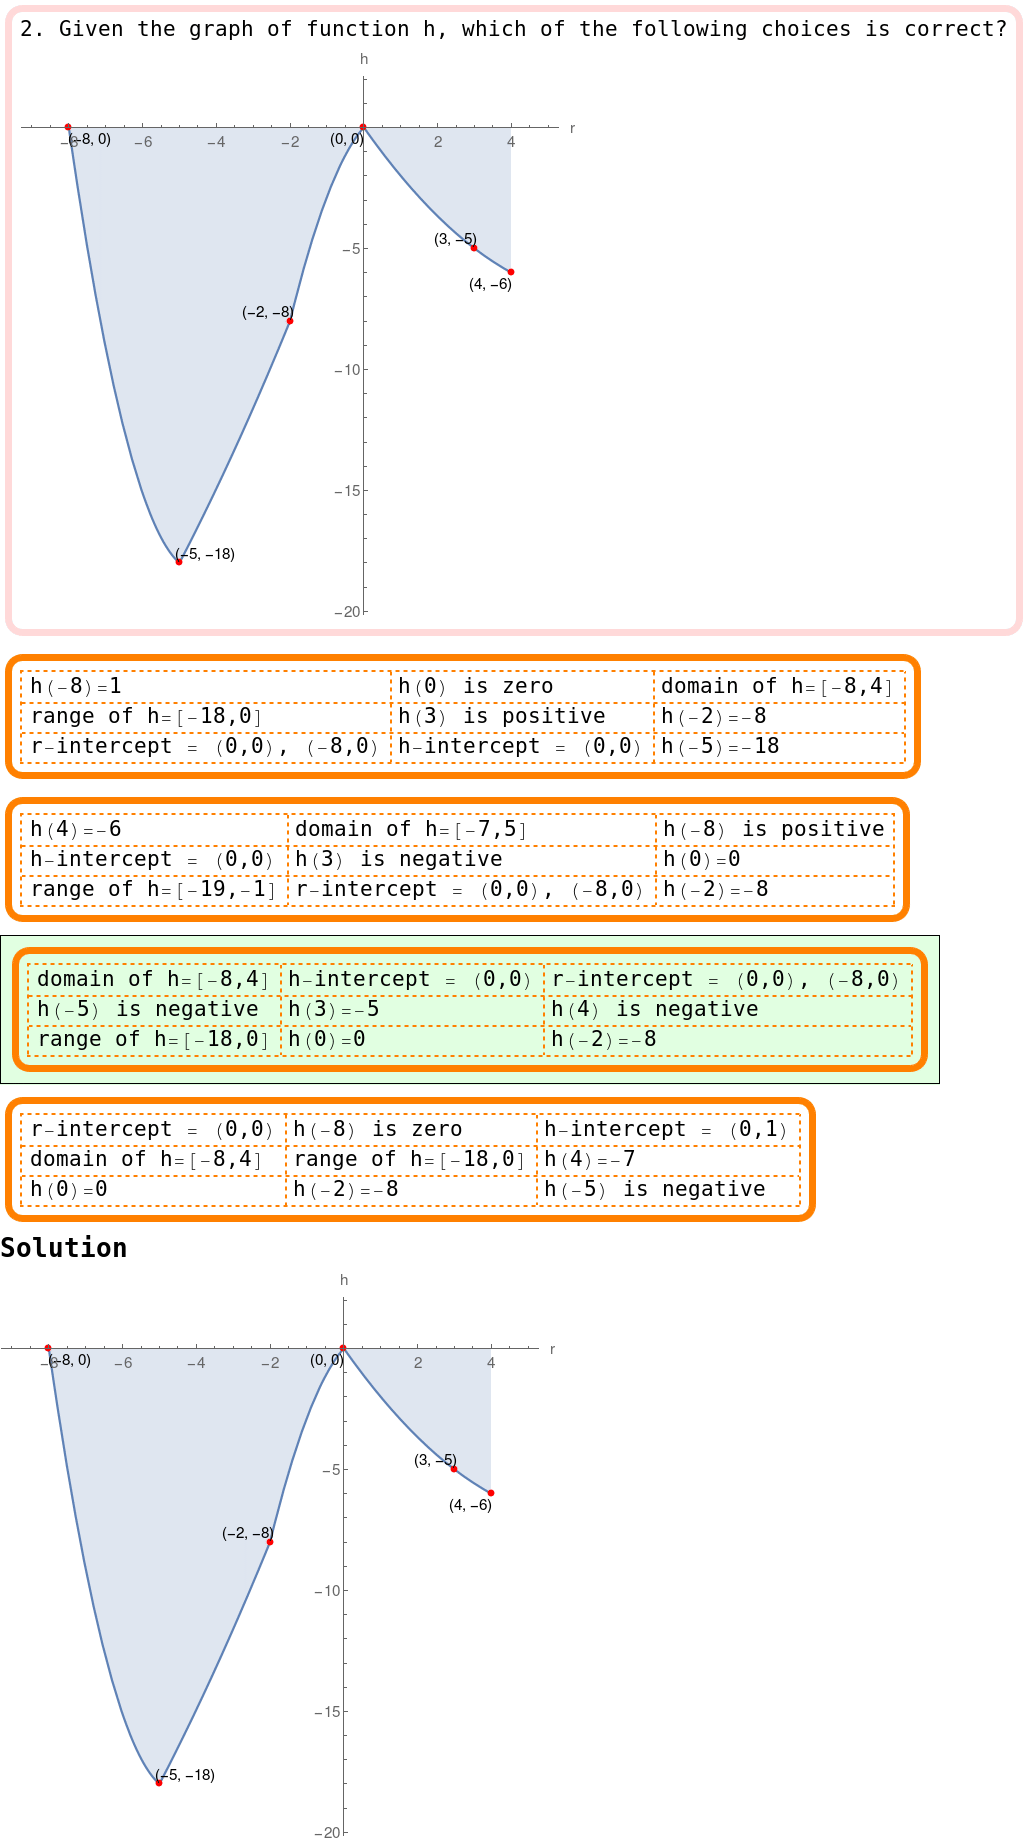 2. Given the graph of function h, which of the following choices is correct?
h
r
(−8, 0)
−8 −6 −4 −2 2 4
(0, 0)
(3, −5)
−5
(4, −6)
(−2, −8)
−10
−15
(−5, −18)
−20
h(−8)=1 h(0) is zero domain of h=[−8,4]
range of h=[−18,0] h(3) is positive h(−2)=−8
r-intercept = (0,0), (−8,0) h-intercept = (0,0) h(−5)=−18
h(4)=−6 domain of h=[−7,5] h(−8) is positive
h-intercept = (0,0) h(3) is negative h(0)=0
range of h=[−19,−1] r-intercept = (0,0), (−8,0) h(−2)=−8
domain of h=[−8,4] h-intercept = (0,0) r-intercept = (0,0), (−8,0)
h(−5) is negative h(3)=−5 h(4) is negative
range of h=[−18,0] h(0)=0 h(−2)=−8
r-intercept = (0,0) h(−8) is zero h-intercept = (0,1)
domain of h=[−8,4] range of h=[−18,0] h(4)=−7
h(0)=0 h(−2)=−8 h(−5) is negative
Solution
h
r
(−8, 0)
−8 −6 −4 −2 2 4
(0, 0)
(3, −5)
−5
(4, −6)
(−2, −8)
−10
−15
(−5, −18)
−20